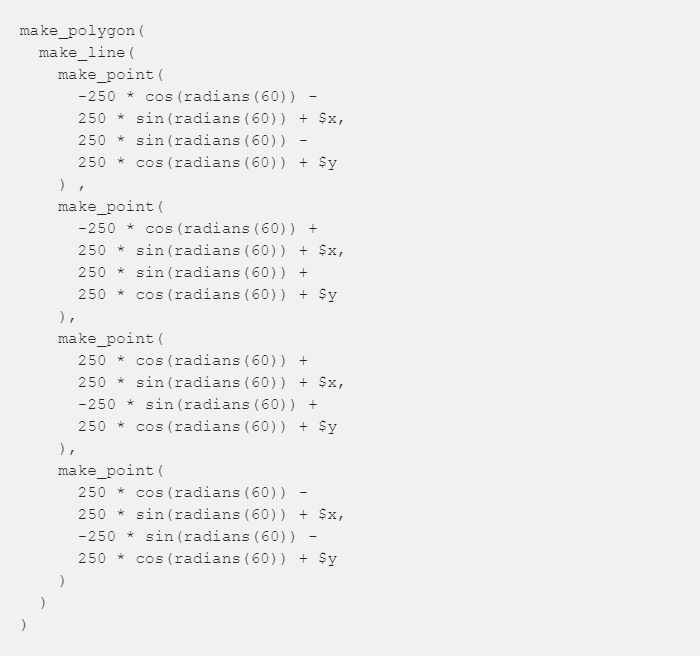 make_polygon(
  make_line(
    make_point(
      -250 * cos(radians(60)) -
      250 * sin(radians(60)) + $x,
      250 * sin(radians(60)) -
      250 * cos(radians(60)) + $y
    ) ,
    make_point(
      -250 * cos(radians(60)) +
      250 * sin(radians(60)) + $x,
      250 * sin(radians(60)) +
      250 * cos(radians(60)) + $y
    ),
    make_point(
      250 * cos(radians(60)) +
      250 * sin(radians(60)) + $x,
      -250 * sin(radians(60)) +
      250 * cos(radians(60)) + $y
    ),
    make_point(
      250 * cos(radians(60)) -
      250 * sin(radians(60)) + $x,
      -250 * sin(radians(60)) -
      250 * cos(radians(60)) + $y
    )
  )
)